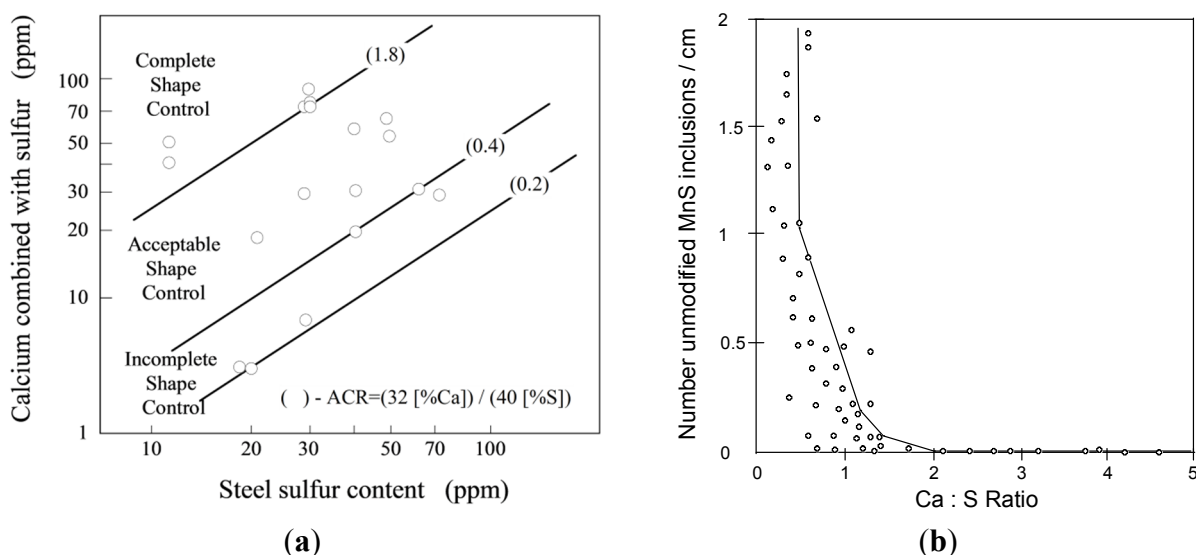 Calcium combined with sulfur (ppm)
100
70
50
30
20
10
1
Complete
Shape
Control
(1.8)
(0.4)
(0.2)
Acceptable
Shape
Control
Incomplete
Shape
Control
( ) - ACR=(32 [%Ca]) / (40 [%S])
10 20 30 50 70 100
Steel sulfur content (ppm)
(a)
Number unmodified MnS inclusions / cm
2
1.5
1
0.5
0
0 1 2 3 4 5
Ca : S Ratio
(b)